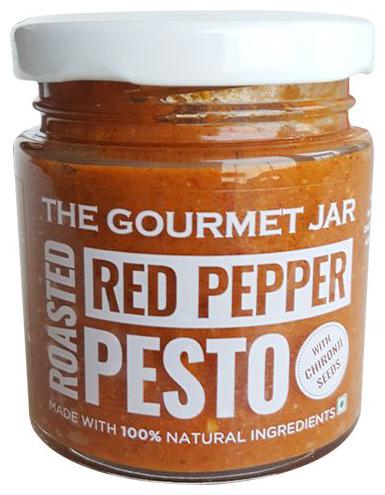 THE GOURMET JAR
ROASTED
RED PEPPER
PESTO
WITH
CHIRONJI
SEEDS
MADE WITH 100% NATURAL INGREDIENTS